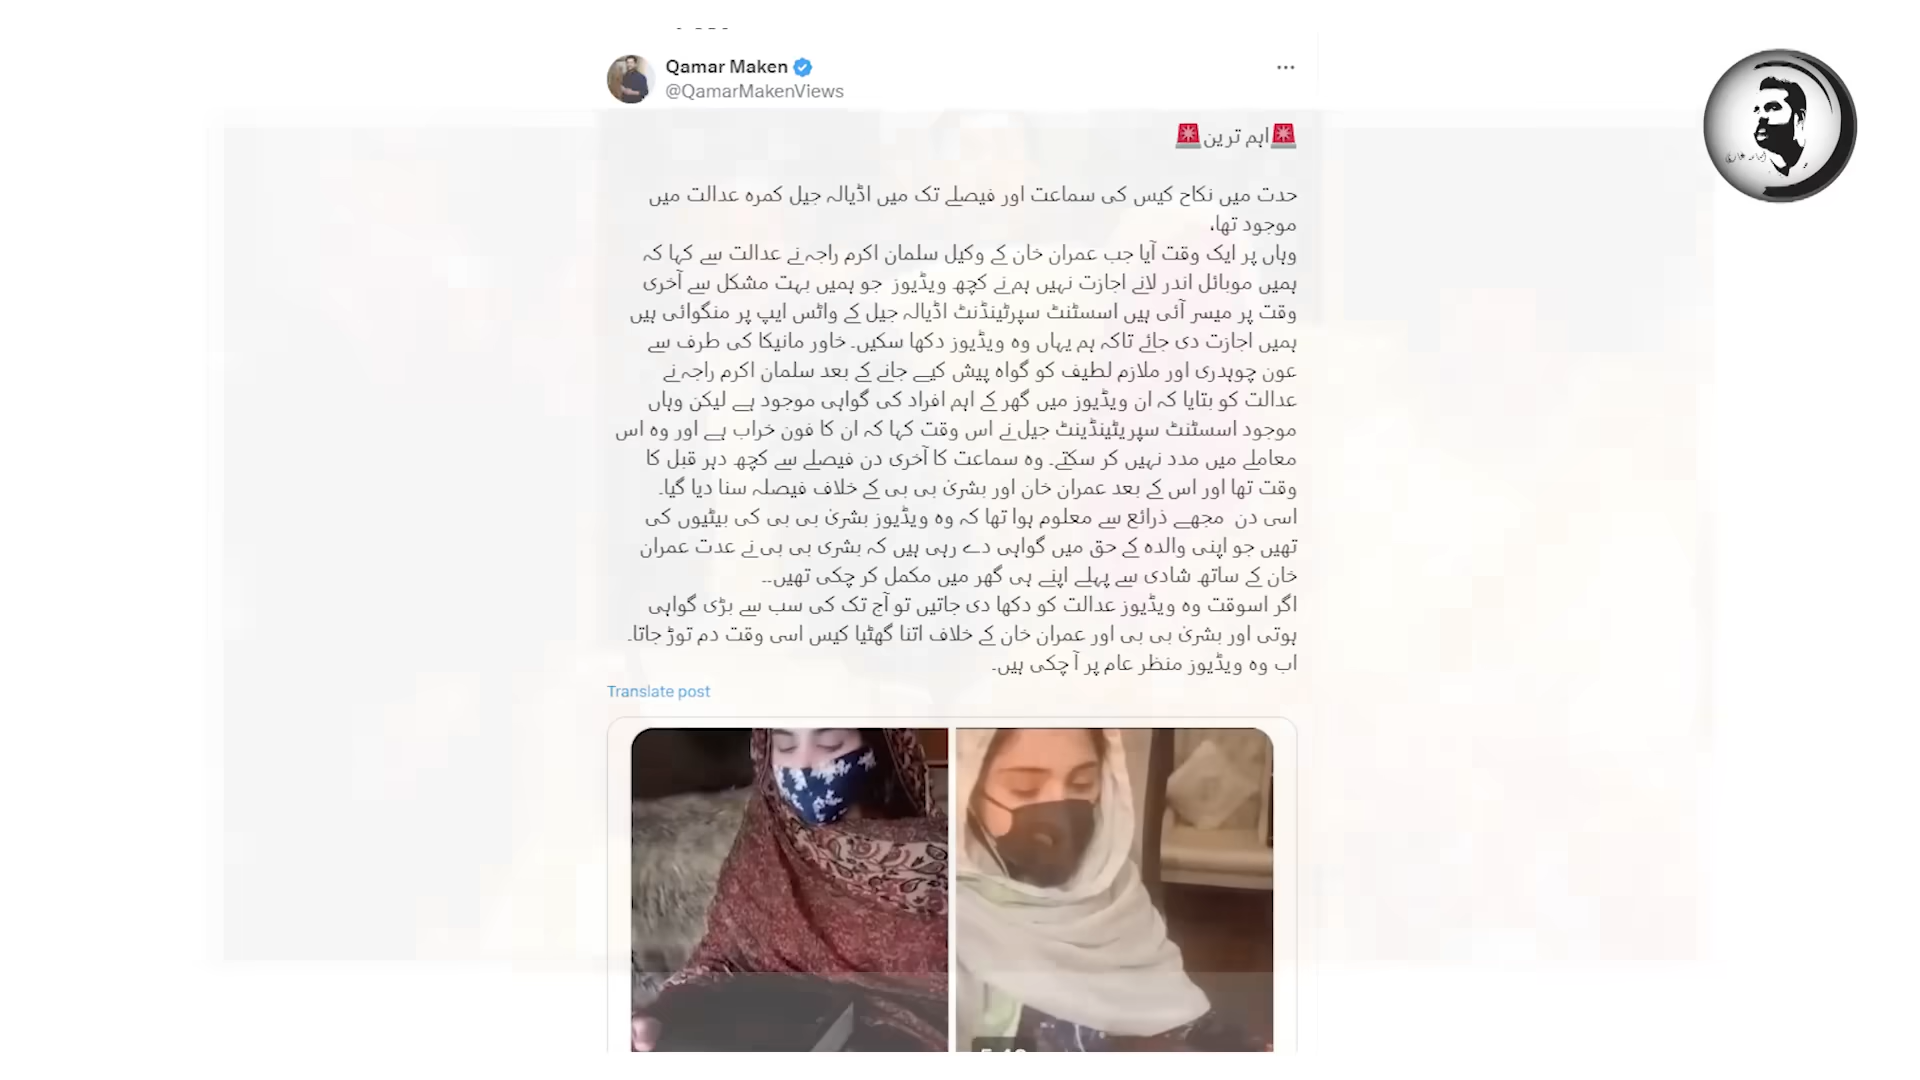 Qamar Maken
@QamarMakenViews
🚨اہم ترین🚨
حدت میں نکاح کیس کی سماعت اور فیصلے تک میں اڈیالہ جیل کمرہ عدالت میں
موجود تھا،
وہاں پر ایک وقت آیا جب عمران خان کے وکیل سلمان اکرم راجہ نے عدالت سے کہا کہ
ہمیں موبائل اندر لانے اجازت نہیں ہم نے کچھ ویڈیوز جو ہمیں بہت مشکل سے آخری
وقت پر میسر آئی ہیں اسسٹنٹ سپرٹینڈنٹ اڈیالہ جیل کے واٹس ایپ پر منگوائی ہیں
ہمیں اجازت دی جائے تاکہ ہم یہاں وہ ویڈیوز دکھا سکیں۔ خاور مانیکا کی طرف سے
عون چوہدری اور ملازم لطیف کو گواہ پیش کیے جانے کے بعد سلمان اکرم راجہ نے
عدالت کو بتایا کہ ان ویڈیوز میں گھر کے اہم افراد کی گواہی موجود ہے لیکن وہاں
موجود اسسٹنٹ سپریٹینڈینٹ جیل نے اس وقت کہا کہ ان کا فون خراب ہے اور وہ اس
معاملے میں مدد نہیں کر سکتے۔ وہ سماعت کا آخری دن فیصلے سے کچھ دہر قبل کا
وقت تھا اور اس کے بعد عمران خان اور بشریٰ بی بی کے خلاف فیصلہ سنا دیا گیا۔
اسی دن مجھے ذرائع سے معلوم ہوا تھا کہ وہ ویڈیوز بشریٰ بی بی کی بیٹیوں کی
تھیں جو اپنی والدہ کے حق میں گواہی دے رہی ہیں کہ بشری بی بی نے عدت عمران
خان کے ساتھ شادی سے پہلے اپنے ہی گھر میں مکمل کر چکی تھیں۔۔
اگر اسوقت وہ ویڈیوز عدالت کو دکھا دی جاتیں تو آج تک کی سب سے بڑی گواہی
ہوتی اور بشریٰ بی بی اور عمران خان کے خلاف اتنا گھٹیا کیس اسی وقت دم توڑ جاتا۔
اب وہ ویڈیوز منظر عام پر آ چکی ہیں۔
Translate post